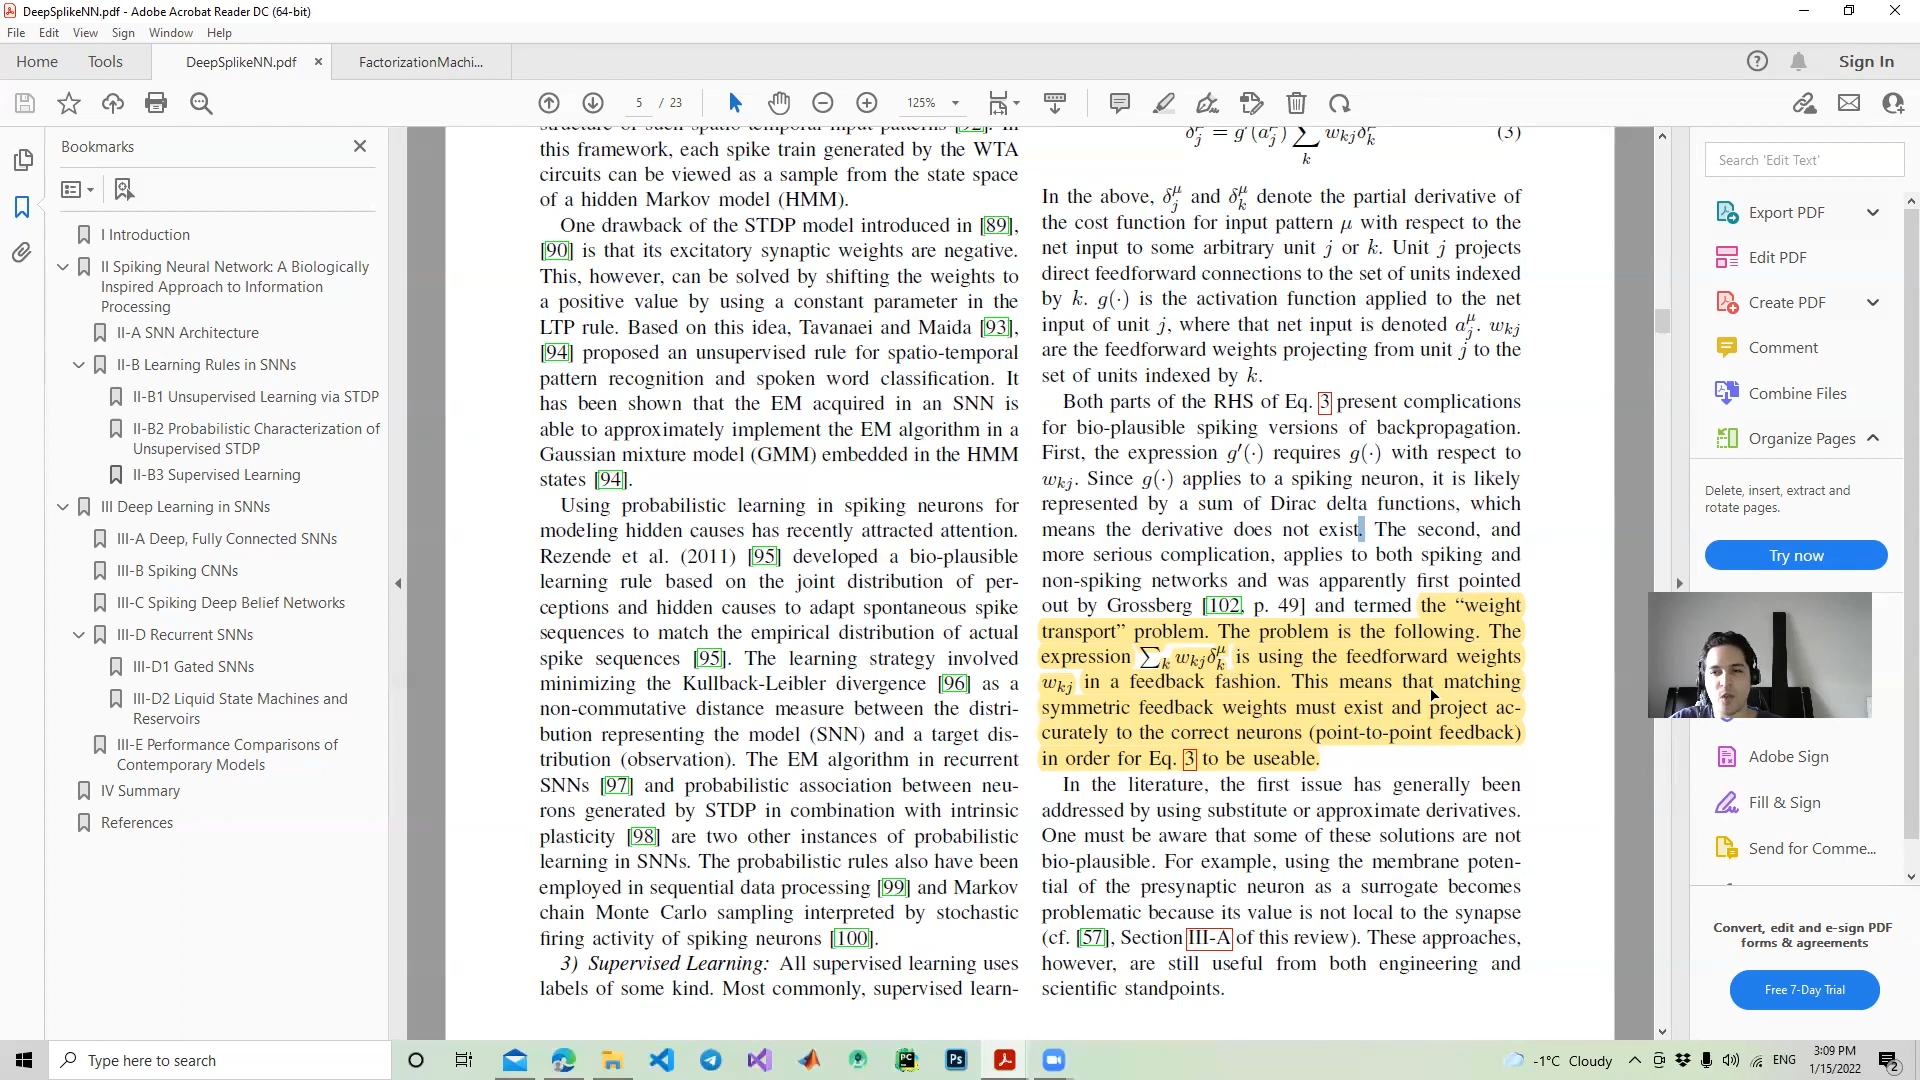 DeepSplikeNN.pdf - Adobe Acrobat Reader DC (64-bit)
File Edit View Sign Window Help
Home Tools DeepSplikeNN.pdf FactorizationMachi... Sign In
5 / 23 125%
Bookmarks
I Introduction
II Spiking Neural Network: A Biologically
Inspired Approach to Information
Processing
II-A SNN Architecture
II-B Learning Rules in SNNs
II-B1 Unsupervised Learning via STDP
II-B2 Probabilistic Characterization of
Unsupervised STDP
II-B3 Supervised Learning
III Deep Learning in SNNs
III-A Deep, Fully Connected SNNs
III-B Spiking CNNs
III-C Spiking Deep Belief Networks
III-D Recurrent SNNs
III-D1 Gated SNNs
III-D2 Liquid State Machines and
Reservoirs
III-E Performance Comparisons of
Contemporary Models
IV Summary
References
structure of such spatio-temporal input patterns [92]. In
this framework, each spike train generated by the WTA
circuits can be viewed as a sample from the state space
of a hidden Markov model (HMM).
One drawback of the STDP model introduced in [89],
[90] is that its excitatory synaptic weights are negative.
This, however, can be solved by shifting the weights to
a positive value by using a constant parameter in the
LTP rule. Based on this idea, Tavanaei and Maida [93],
[94] proposed an unsupervised rule for spatio-temporal
pattern recognition and spoken word classification. It
has been shown that the EM acquired in an SNN is
able to approximately implement the EM algorithm in a
Gaussian mixture model (GMM) embedded in the HMM
states [94].
Using probabilistic learning in spiking neurons for
modeling hidden causes has recently attracted attention.
Rezende et al. (2011) [95] developed a bio-plausible
learning rule based on the joint distribution of per-
ceptions and hidden causes to adapt spontaneous spike
sequences to match the empirical distribution of actual
spike sequences [95]. The learning strategy involved
minimizing the Kullback-Leibler divergence [96] as a
non-commutative distance measure between the distri-
bution representing the model (SNN) and a target dis-
tribution (observation). The EM algorithm in recurrent
SNNs [97] and probabilistic association between neu-
rons generated by STDP in combination with intrinsic
plasticity [98] are two other instances of probabilistic
learning in SNNs. The probabilistic rules also have been
employed in sequential data processing [99] and Markov
chain Monte Carlo sampling interpreted by stochastic
firing activity of spiking neurons [100].
3) Supervised Learning: All supervised learning uses
labels of some kind. Most commonly, supervised learn-
δ_j^μ = g′(a_j^μ) ∑_k w_kj δ_k^μ (3)
In the above, δ_j^μ and δ_k^μ denote the partial derivative of
the cost function for input pattern μ with respect to the
net input to some arbitrary unit j or k. Unit j projects
direct feedforward connections to the set of units indexed
by k. g(·) is the activation function applied to the net
input of unit j, where that net input is denoted a_j^μ. w_kj
are the feedforward weights projecting from unit j to the
set of units indexed by k.
Both parts of the RHS of Eq. 3 present complications
for bio-plausible spiking versions of backpropagation.
First, the expression g′(·) requires g(·) with respect to
w_kj. Since g(·) applies to a spiking neuron, it is likely
represented by a sum of Dirac delta functions, which
means the derivative does not exist. The second, and
more serious complication, applies to both spiking and
non-spiking networks and was apparently first pointed
out by Grossberg [102, p. 49] and termed the “weight
transport” problem. The problem is the following. The
expression ∑_k w_kj δ_k^μ is using the feedforward weights
w_kj in a feedback fashion. This means that matching
symmetric feedback weights must exist and project ac-
curately to the correct neurons (point-to-point feedback)
in order for Eq. 3 to be useable.
In the literature, the first issue has generally been
addressed by using substitute or approximate derivatives.
One must be aware that some of these solutions are not
bio-plausible. For example, using the membrane poten-
tial of the presynaptic neuron as a surrogate becomes
problematic because its value is not local to the synapse
(cf. [57], Section III-A of this review). These approaches,
however, are still useful from both engineering and
scientific standpoints.
Search 'Edit Text'
Export PDF
Edit PDF
Create PDF
Comment
Combine Files
Organize Pages
Delete, insert, extract and
rotate pages.
Try now
Adobe Sign
Fill & Sign
Send for Comme...
Convert, edit and e-sign PDF
forms & agreements
Free 7-Day Trial
Type here to search
-1°C Cloudy
ENG
3:09 PM
1/15/2022
2